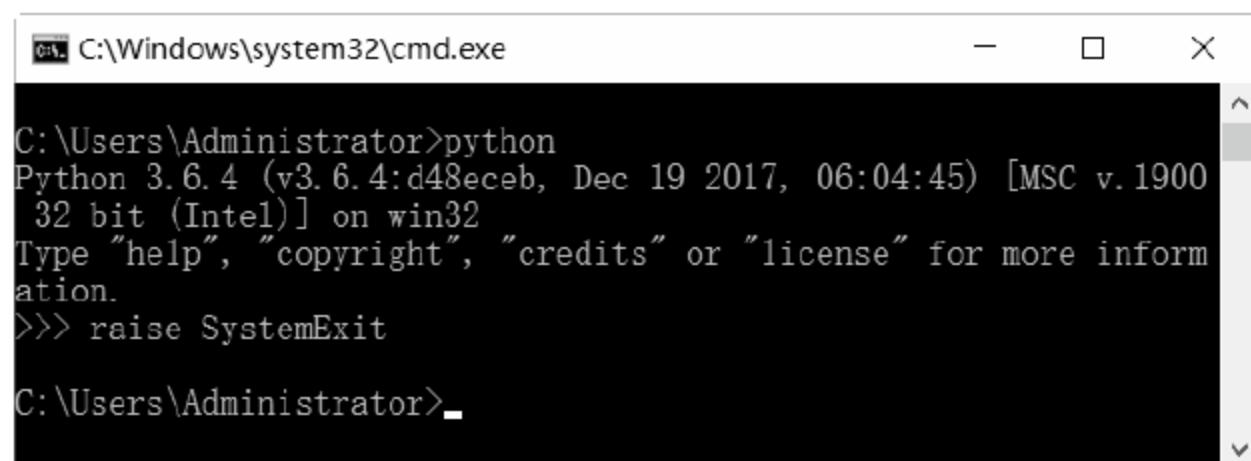 C:\Windows\system32\cmd.exe
C:\Users\Administrator>python
Python 3.6.4 (v3.6.4:d48eceb, Dec 19 2017, 06:04:45) [MSC v.1900
 32 bit (Intel)] on win32
Type "help", "copyright", "credits" or "license" for more inform
ation.
>>> raise SystemExit
C:\Users\Administrator>